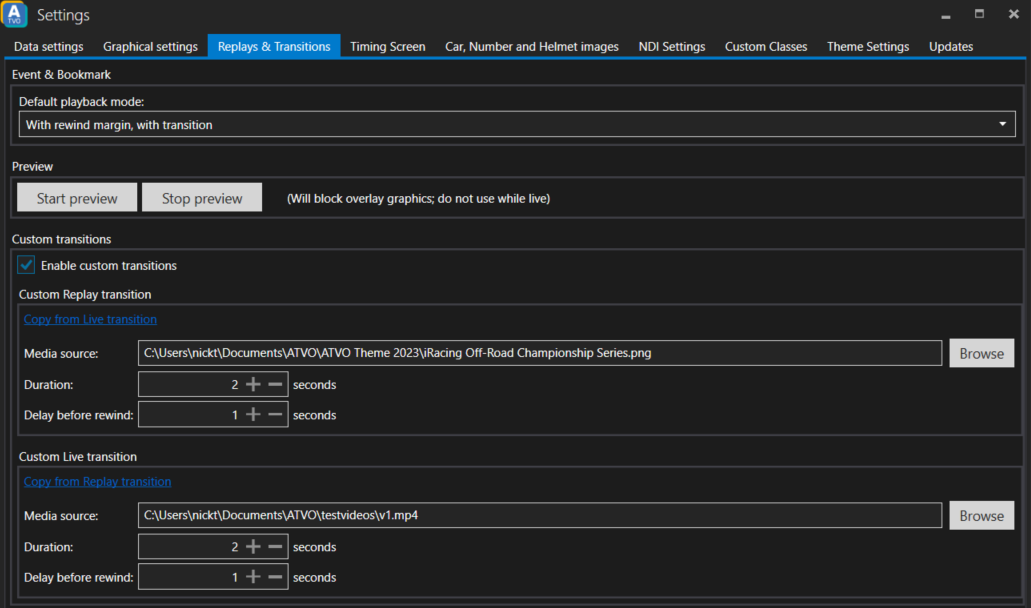 A
TVO
Settings
Data settings Graphical settings Replays & Transitions Timing Screen Car, Number and Helmet images NDI Settings Custom Classes Theme Settings Updates
Event & Bookmark
Default playback mode:
With rewind margin, with transition
Preview
Start preview Stop preview (Will block overlay graphics; do not use while live)
Custom transitions
Enable custom transitions
Custom Replay transition
Copy from Live transition
Media source: C:\Users\nickt\Documents\ATVO\ATVO Theme 2023\iRacing Off-Road Championship Series.png Browse
Duration: 2 seconds
Delay before rewind: 1 seconds
Custom Live transition
Copy from Replay transition
Media source: C:\Users\nickt\Documents\ATVO\testvideos\v1.mp4 Browse
Duration: 2 seconds
Delay before rewind: 1 seconds